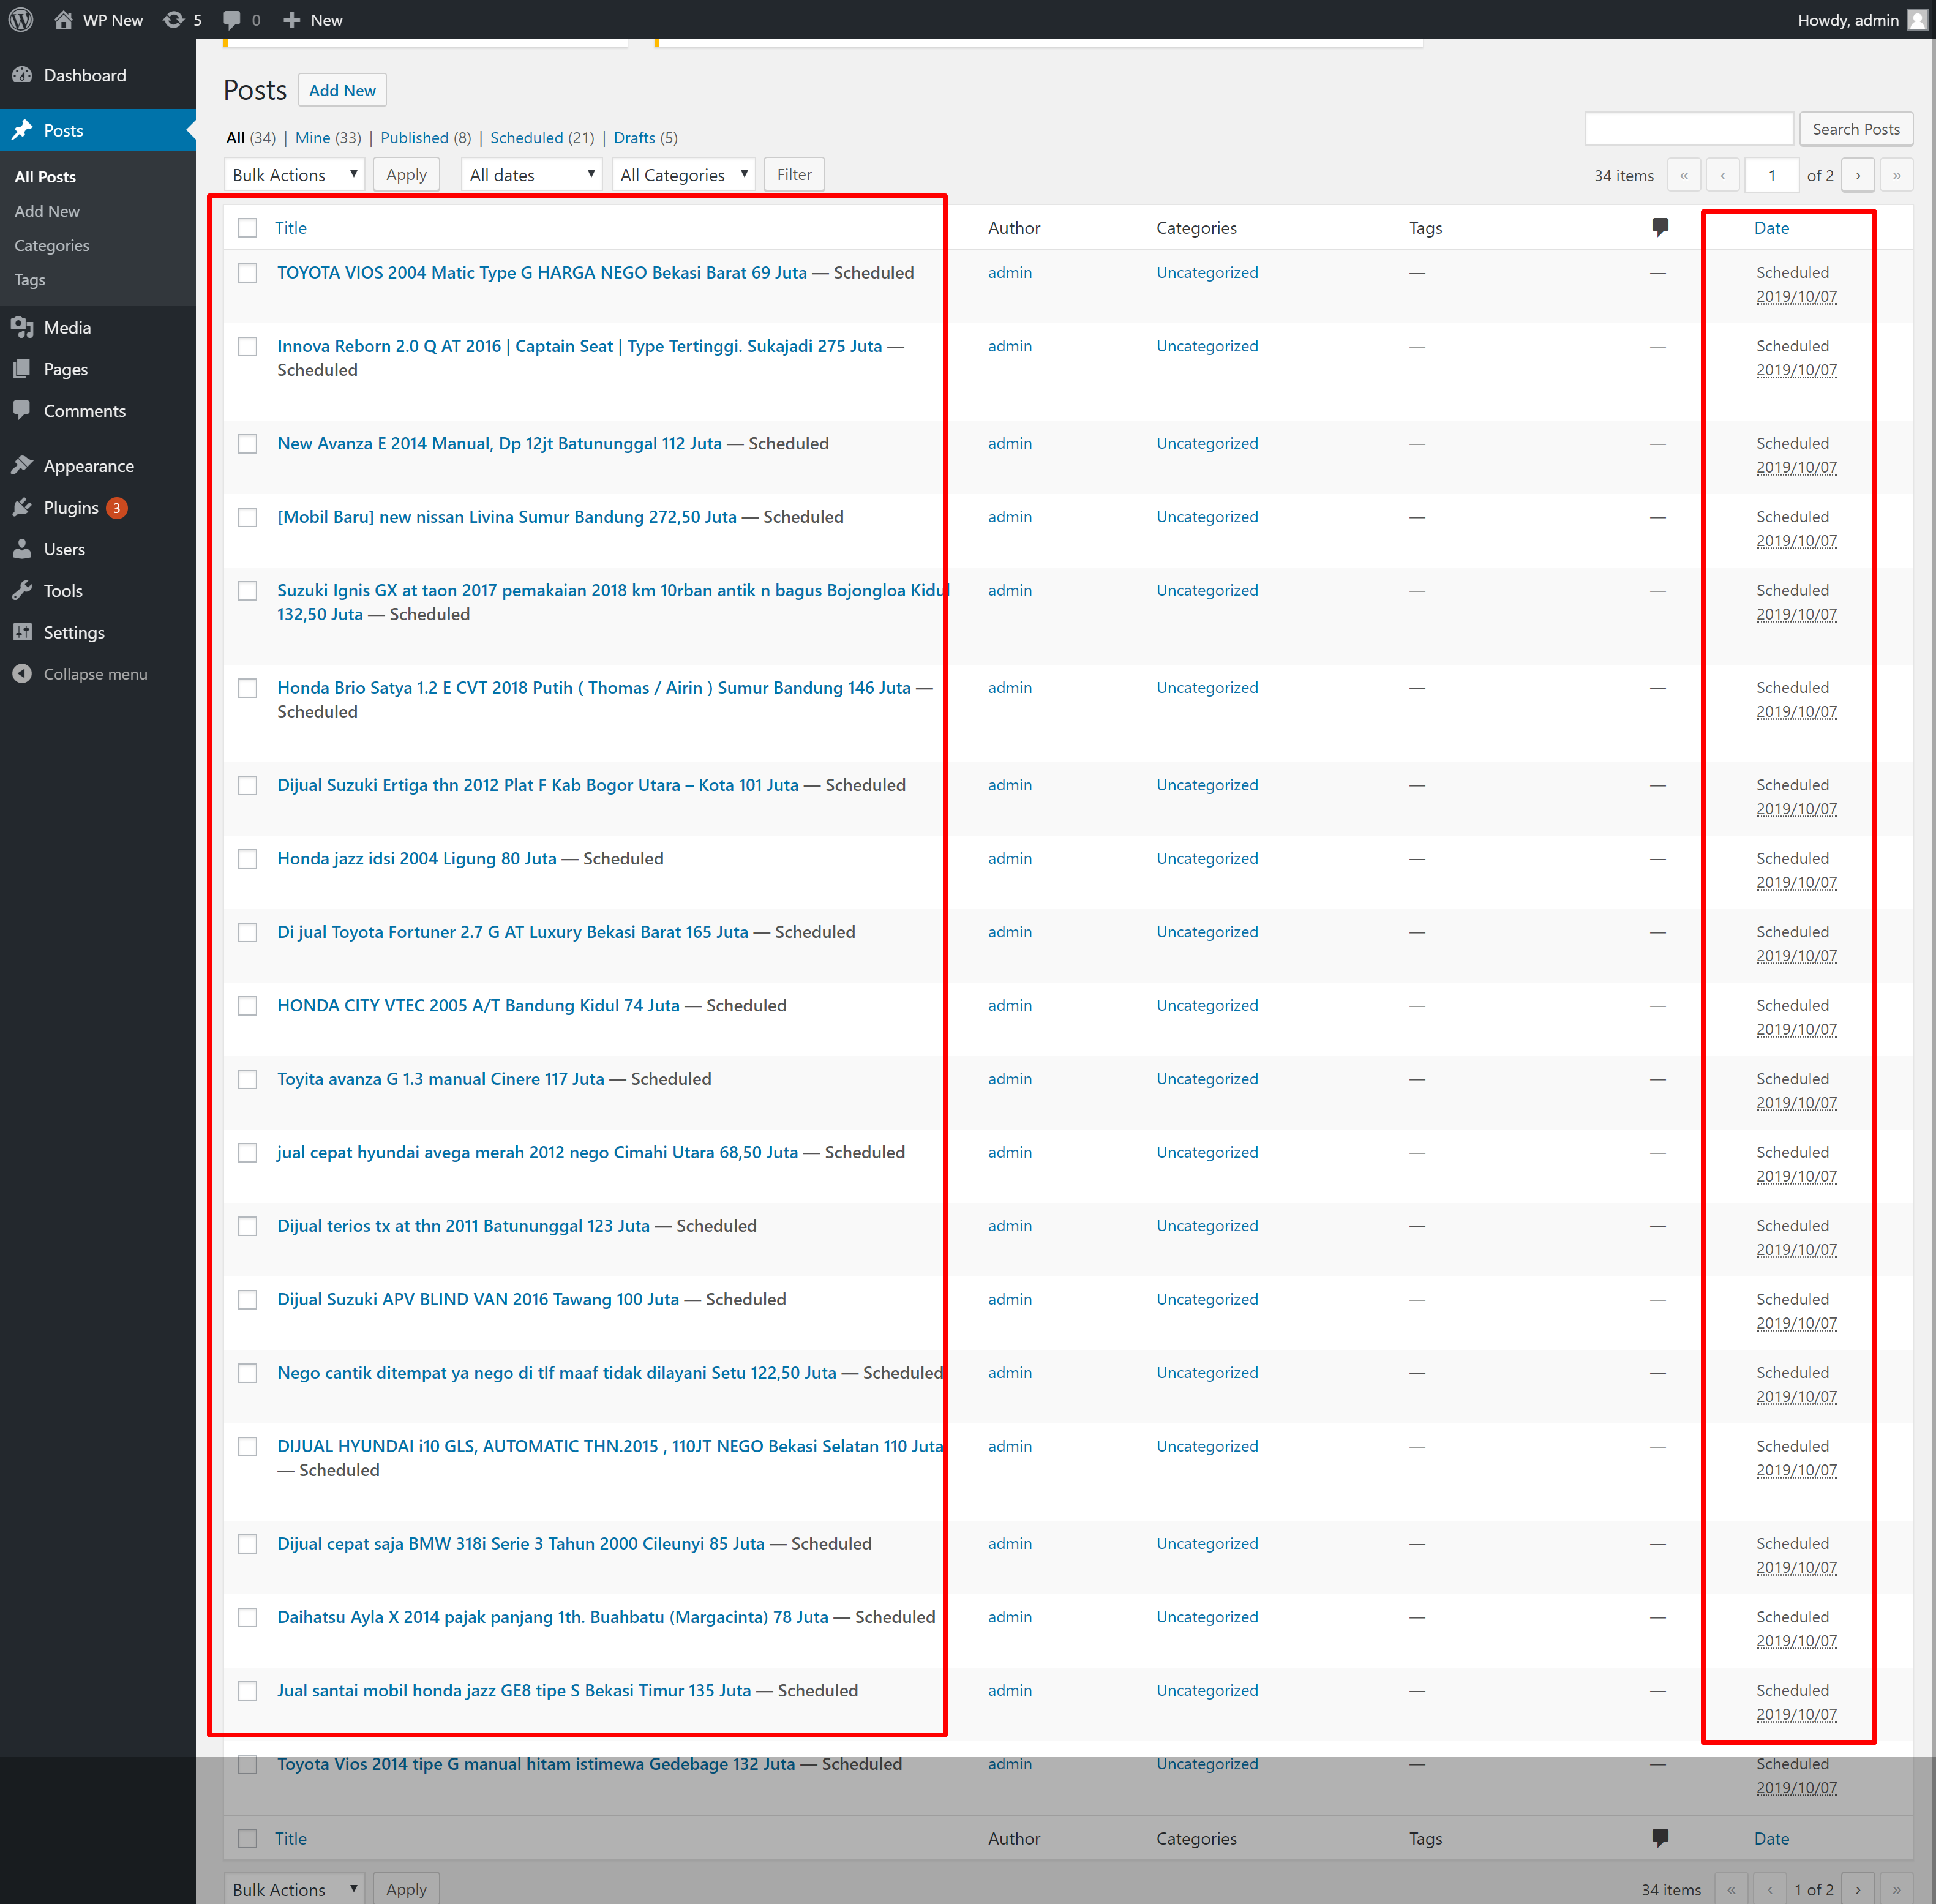 WP New 5 0 New Howdy, admin
Dashboard
Posts
All Posts
Add New
Categories
Tags
Media
Pages
Comments
Appearance
Plugins 3
Users
Tools
Settings
Collapse menu
Posts Add New
All (34) | Mine (33) | Published (8) | Scheduled (21) | Drafts (5)
Search Posts
Bulk Actions Apply All dates All Categories Filter 34 items « ‹ 1 of 2 › »
Title Author Categories Tags Date
TOYOTA VIOS 2004 Matic Type G HARGA NEGO Bekasi Barat 69 Juta — Scheduled admin Uncategorized — — Scheduled
2019/10/07
Innova Reborn 2.0 Q AT 2016 | Captain Seat | Type Tertinggi. Sukajadi 275 Juta — admin Uncategorized — — Scheduled
Scheduled 2019/10/07
New Avanza E 2014 Manual, Dp 12jt Batununggal 112 Juta — Scheduled admin Uncategorized — — Scheduled
2019/10/07
[Mobil Baru] new nissan Livina Sumur Bandung 272,50 Juta — Scheduled admin Uncategorized — — Scheduled
2019/10/07
Suzuki Ignis GX at taon 2017 pemakaian 2018 km 10rban antik n bagus Bojongloa Kidul admin Uncategorized — — Scheduled
132,50 Juta — Scheduled 2019/10/07
Honda Brio Satya 1.2 E CVT 2018 Putih ( Thomas / Airin ) Sumur Bandung 146 Juta — admin Uncategorized — — Scheduled
Scheduled 2019/10/07
Dijual Suzuki Ertiga thn 2012 Plat F Kab Bogor Utara – Kota 101 Juta — Scheduled admin Uncategorized — — Scheduled
2019/10/07
Honda jazz idsi 2004 Ligung 80 Juta — Scheduled admin Uncategorized — — Scheduled
2019/10/07
Di jual Toyota Fortuner 2.7 G AT Luxury Bekasi Barat 165 Juta — Scheduled admin Uncategorized — — Scheduled
2019/10/07
HONDA CITY VTEC 2005 A/T Bandung Kidul 74 Juta — Scheduled admin Uncategorized — — Scheduled
2019/10/07
Toyita avanza G 1.3 manual Cinere 117 Juta — Scheduled admin Uncategorized — — Scheduled
2019/10/07
jual cepat hyundai avega merah 2012 nego Cimahi Utara 68,50 Juta — Scheduled admin Uncategorized — — Scheduled
2019/10/07
Dijual terios tx at thn 2011 Batununggal 123 Juta — Scheduled admin Uncategorized — — Scheduled
2019/10/07
Dijual Suzuki APV BLIND VAN 2016 Tawang 100 Juta — Scheduled admin Uncategorized — — Scheduled
2019/10/07
Nego cantik ditempat ya nego di tlf maaf tidak dilayani Setu 122,50 Juta — Scheduled admin Uncategorized — — Scheduled
2019/10/07
DIJUAL HYUNDAI i10 GLS, AUTOMATIC THN.2015 , 110JT NEGO Bekasi Selatan 110 Juta admin Uncategorized — — Scheduled
— Scheduled 2019/10/07
Dijual cepat saja BMW 318i Serie 3 Tahun 2000 Cileunyi 85 Juta — Scheduled admin Uncategorized — — Scheduled
2019/10/07
Daihatsu Ayla X 2014 pajak panjang 1th. Buahbatu (Margacinta) 78 Juta — Scheduled admin Uncategorized — — Scheduled
2019/10/07
Jual santai mobil honda jazz GE8 tipe S Bekasi Timur 135 Juta — Scheduled admin Uncategorized — — Scheduled
2019/10/07
Toyota Vios 2014 tipe G manual hitam istimewa Gedebage 132 Juta — Scheduled admin Uncategorized — — Scheduled
2019/10/07
Title Author Categories Tags Date
Bulk Actions Apply 34 items « ‹ 1 of 2 › »